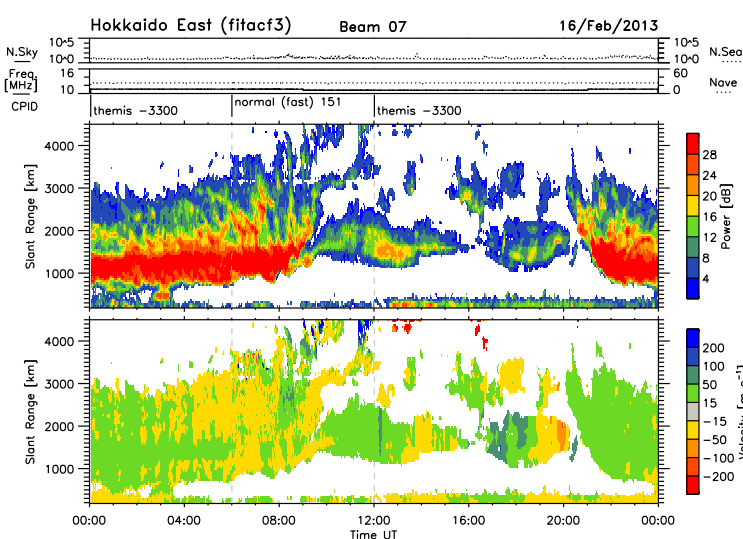 Hokkaido East (fitacf3) Beam 07 16/Feb/2013
10^5 10^5
N.Sky 10^0 10^0 N.Sea
Freq. 16 60
[MHz] 10 0 Nave
CPID themis -3300 normal (fast) 151 themis -3300
Slant Range [km]
4000
3000
2000
1000
28
24
20
16
12
8
4
Power [dB]
Slant Range [km]
4000
3000
2000
1000
200
100
50
15
-15
-50
-100
-200
00:00 04:00 08:00 12:00 16:00 20:00 00:00
Time UT